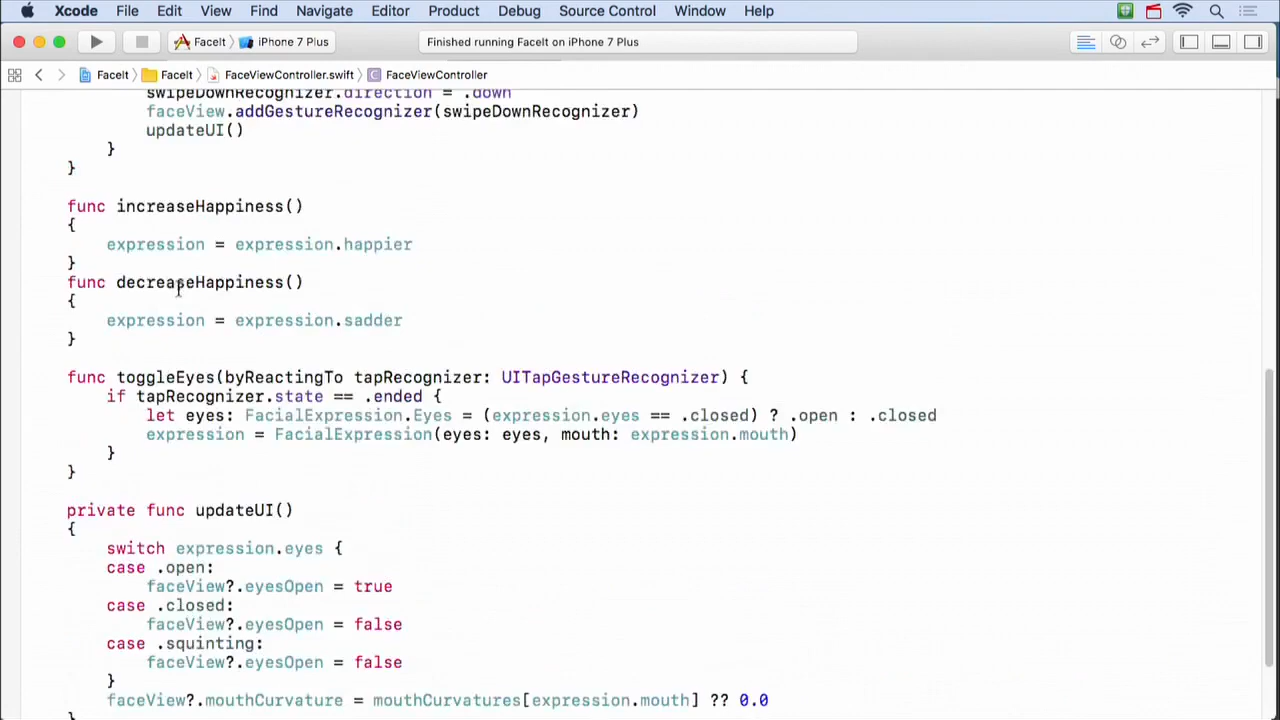 Xcode File Edit View Find Navigate Editor Product Debug Source Control Window Help
FaceIt iPhone 7 Plus Finished running FaceIt on iPhone 7 Plus
FaceIt FaceIt FaceViewController.swift C FaceViewController
swipeDownRecognizer.direction = .down
faceView.addGestureRecognizer(swipeDownRecognizer)
updateUI()
}
}
func increaseHappiness()
{
expression = expression.happier
}
func decreaseHappiness()
{
expression = expression.sadder
}
func toggleEyes(byReactingTo tapRecognizer: UITapGestureRecognizer) {
if tapRecognizer.state == .ended {
let eyes: FacialExpression.Eyes = (expression.eyes == .closed) ? .open : .closed
expression = FacialExpression(eyes: eyes, mouth: expression.mouth)
}
}
private func updateUI()
{
switch expression.eyes {
case .open:
faceView?.eyesOpen = true
case .closed:
faceView?.eyesOpen = false
case .squinting:
faceView?.eyesOpen = false
}
faceView?.mouthCurvature = mouthCurvatures[expression.mouth] ?? 0.0
}